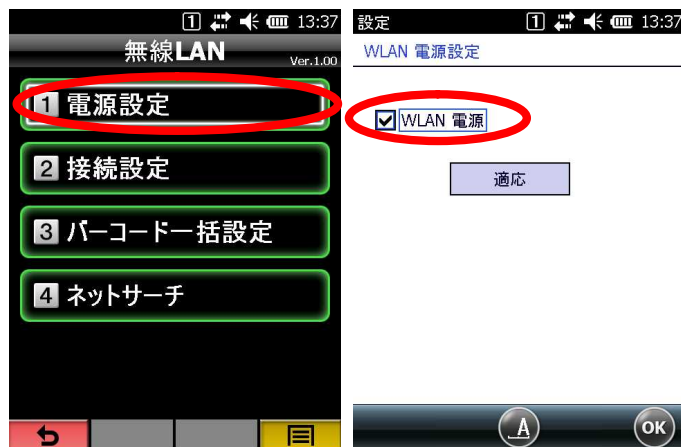 1 13:37
無線LAN
Ver.1.00
1 電源設定
2 接続設定
3 バーコード一括設定
4 ネットサーチ
設定 1 13:37
WLAN 電源設定
WLAN 電源
適応
A OK